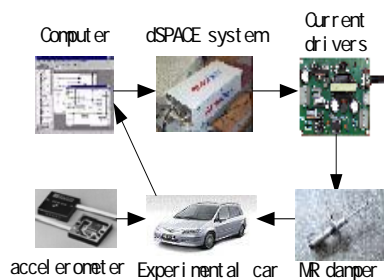 Computer
dSPACE system
Current
drivers
accelerometer
Experimental car
MR damper